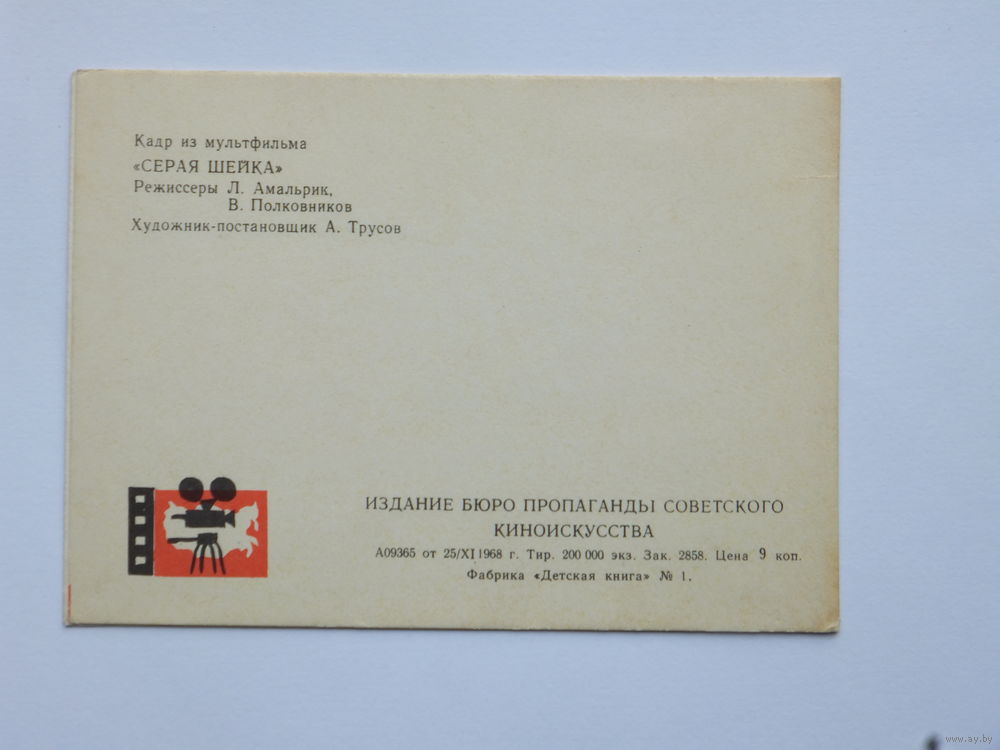 Кадр из мультфильма
«СЕРАЯ ШЕЙКА»
Режиссеры Л. Амальрик,
В. Полковников
Художник-постановщик А. Трусов
ИЗДАНИЕ БЮРО ПРОПАГАНДЫ СОВЕТСКОГО
КИНОИСКУССТВА
А09365 от 25/XI 1968 г. Тир. 200 000 экз. Зак. 2858. Цена 9 коп.
Фабрика «Детская книга» № 1.
www.ay.by